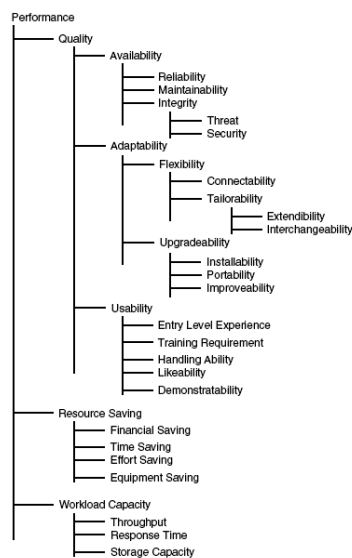 Performance
Quality
Availability
Reliability
Maintainability
Integrity
Threat
Security
Adaptability
Flexibility
Connectability
Tailorability
Extendibility
Interchangeability
Upgradeability
Installability
Portability
Improveability
Usability
Entry Level Experience
Training Requirement
Handling Ability
Likeability
Demonstratability
Resource Saving
Financial Saving
Time Saving
Effort Saving
Equipment Saving
Workload Capacity
Throughput
Response Time
Storage Capacity